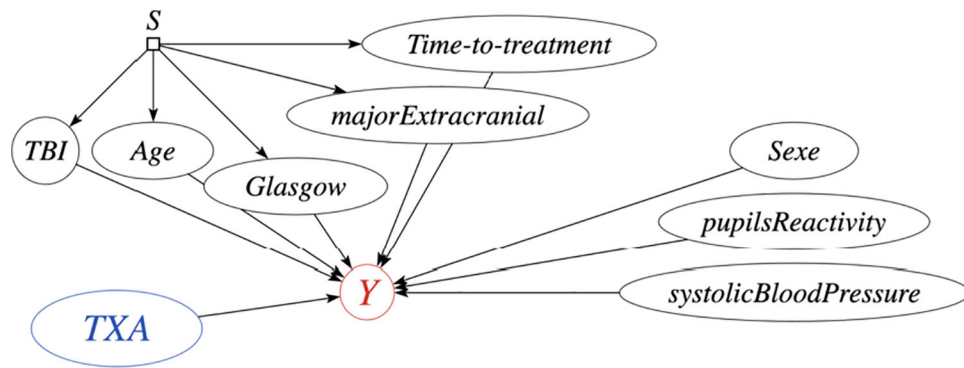 S
Time-to-treatment
majorExtracranial
TBI
Age
Sexe
Glasgow
pupilsReactivity
Y
systolicBloodPressure
TXA